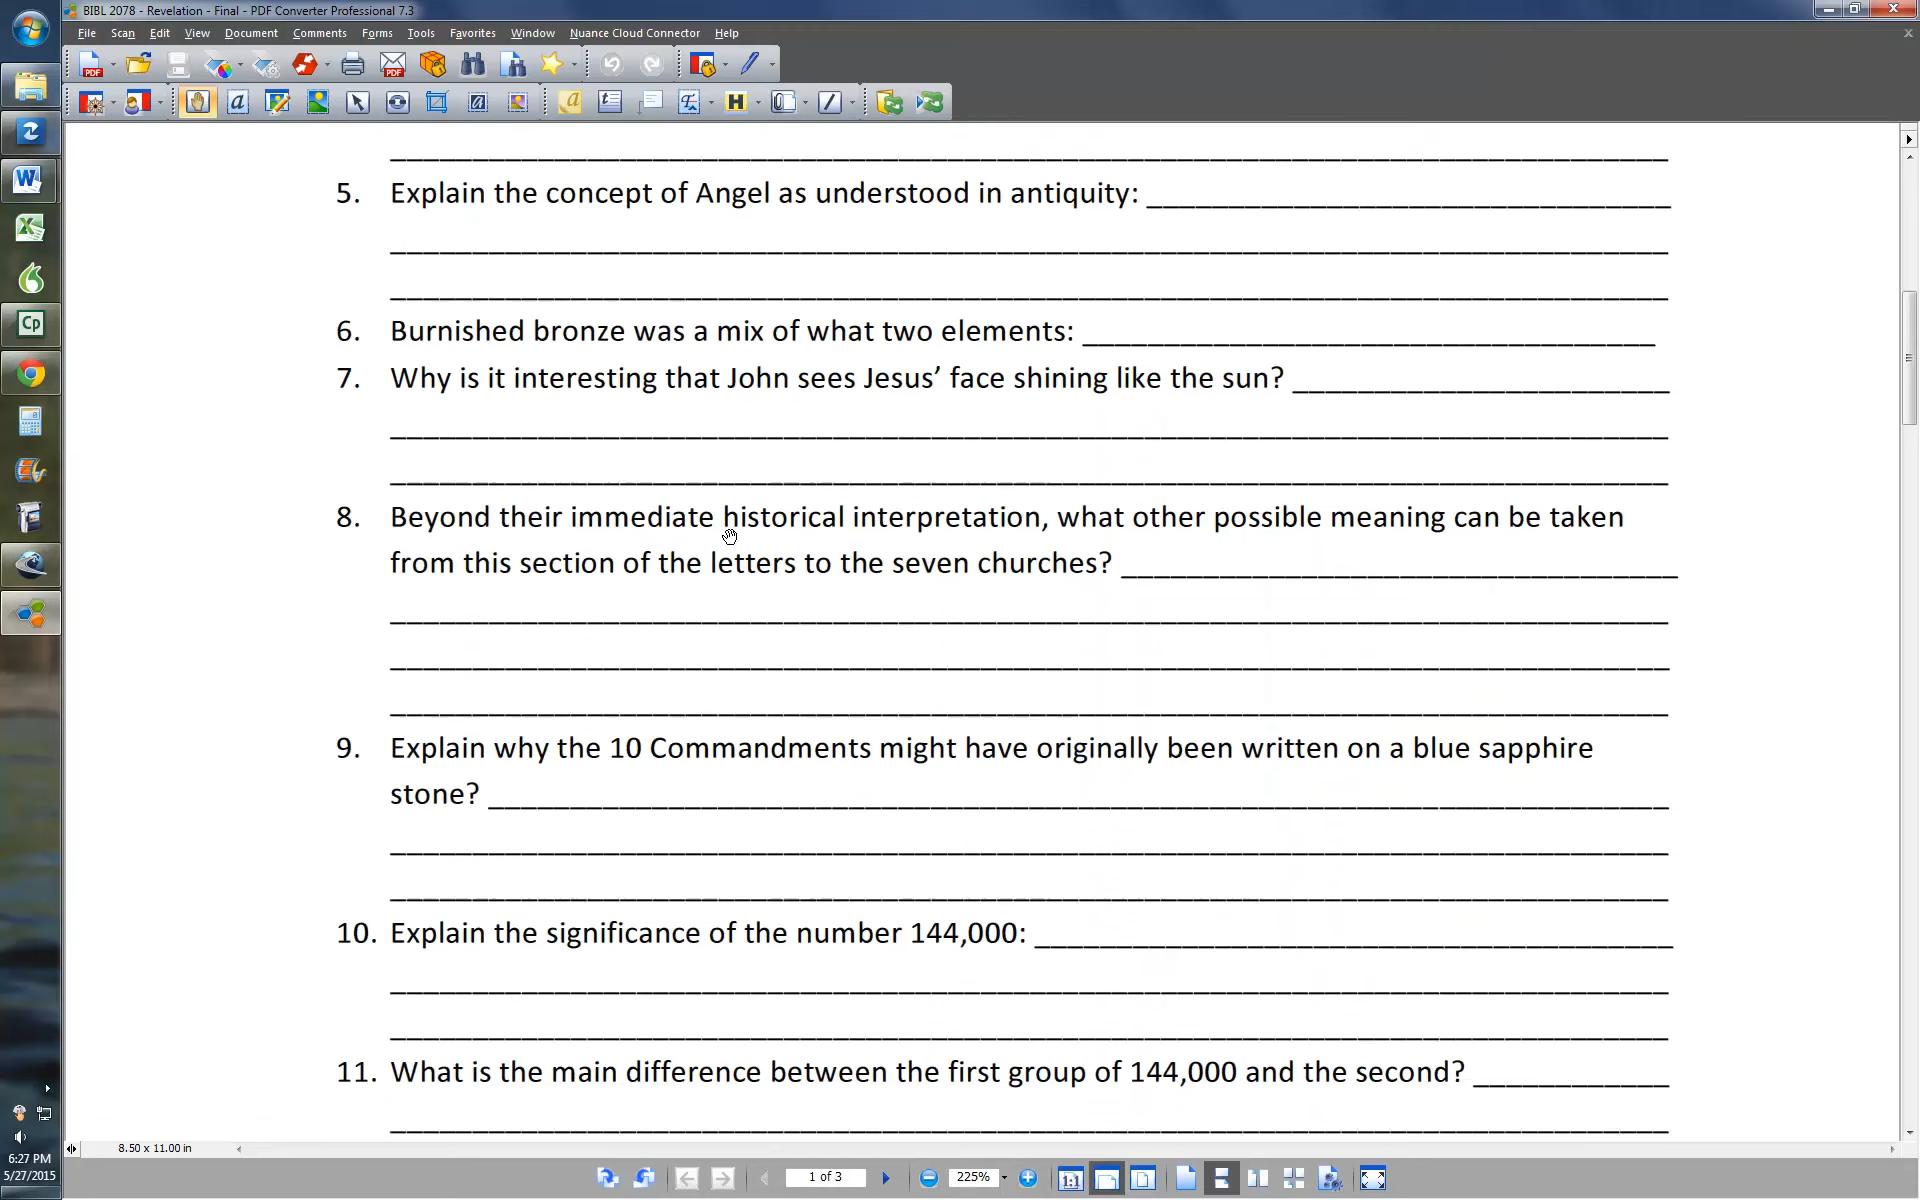 BIBL 2078 - Revelation - Final - PDF Converter Professional 7.3
File Scan Edit View Document Comments Forms Tools Favorites Window Nuance Cloud Connector Help
5. Explain the concept of Angel as understood in antiquity:
6. Burnished bronze was a mix of what two elements:
7. Why is it interesting that John sees Jesus’ face shining like the sun?
8. Beyond their immediate historical interpretation, what other possible meaning can be taken
from this section of the letters to the seven churches?
9. Explain why the 10 Commandments might have originally been written on a blue sapphire
stone?
10. Explain the significance of the number 144,000:
11. What is the main difference between the first group of 144,000 and the second?
8.50 x 11.00 in
6:27 PM
5/27/2015
1 of 3
225%
1:1